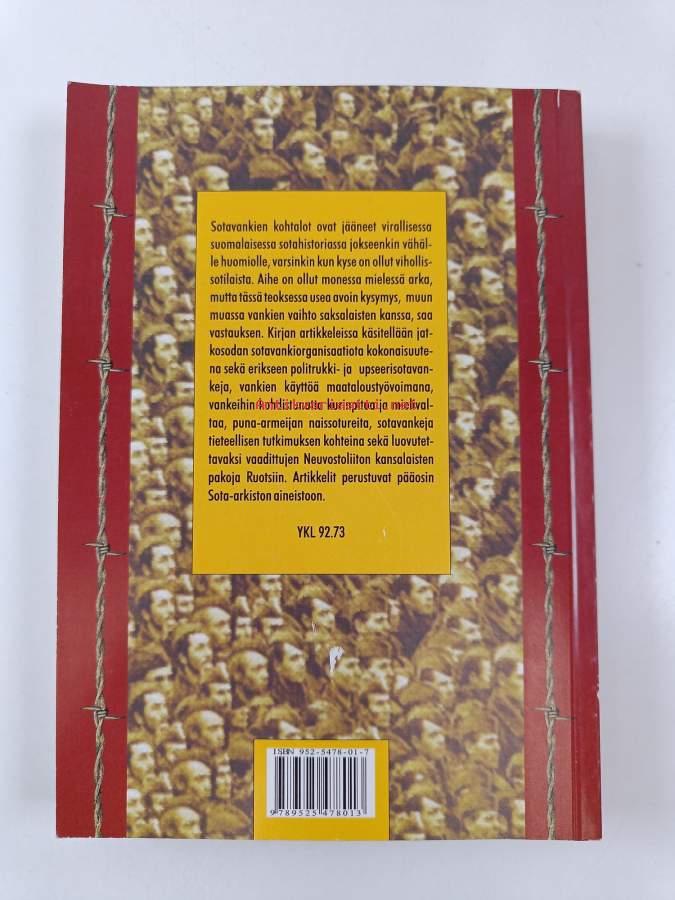 Sotavankien kohtalot ovat jääneet virallisessa
suomalaisessa sotahistoriassa jokseenkin vähäl-
le huomiolle, varsinkin kun kyse on ollut vihollis-
sotilaista. Aihe on ollut monessa mielessä arka,
mutta tässä teoksessa usea avoin kysymys, muun
muassa vankien vaihto saksalaisten kanssa, saa
vastauksen. Kirjan artikkeleissa käsitellään jat-
kosodan sotavankiorganisaatiota kokonaisuute-
na sekä erikseen politrukki- ja upseerisotavan-
keja, vankien käyttöä maataloustyövoimana,
vankeihin kohdistunutta kurinpitoa ja mielival-
taa, puna-armeijan naissotureita, sotavankeja
tieteellisen tutkimuksen kohteina sekä luovutet-
tavaksi vaadittujen Neuvostoliiton kansalaisten
pakoja Ruotsiin. Artikkelit perustuvat pääosin
Sota-arkiston aineistoon.
YKL 92.73
ISBN 952-5478-01-7
9 789525 478013